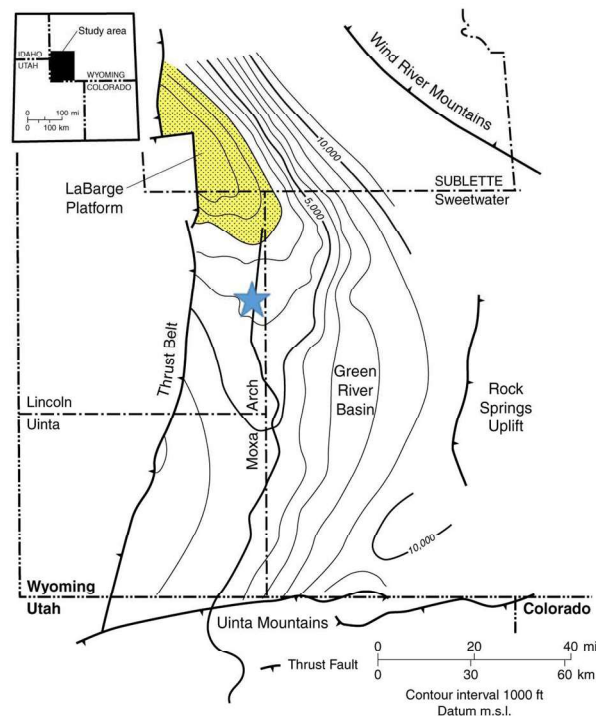 Study area
IDAHO
UTAH
WYOMING
COLORADO
0 100 mi
0 100 km
Wind River Mountains
10,000
LaBarge
Platform
SUBLETTE
Sweetwater
5,000
Thrust Belt
Green
River
Basin
Rock
Springs
Uplift
Lincoln
Uinta
Moxa Arch
10,000
Wyoming
Utah
Colorado
Uinta Mountains
Thrust Fault
0 20 40 mi
0 30 60 km
Contour interval 1000 ft
Datum m.s.l.